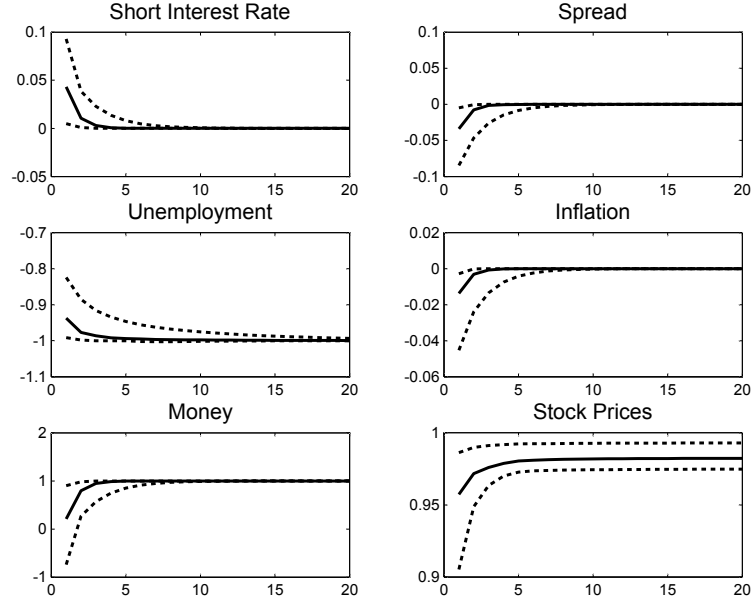 Short Interest Rate
0.1
0.05
0
-0.05
0 5 10 15 20
Spread
0.1
0.05
0
-0.05
-0.1
0 5 10 15 20
Unemployment
-0.7
-0.8
-0.9
-1
-1.1
0 5 10 15 20
Inflation
0.02
0
-0.02
-0.04
-0.06
0 5 10 15 20
Money
2
1
0
-1
0 5 10 15 20
Stock Prices
1
0.95
0.9
0 5 10 15 20